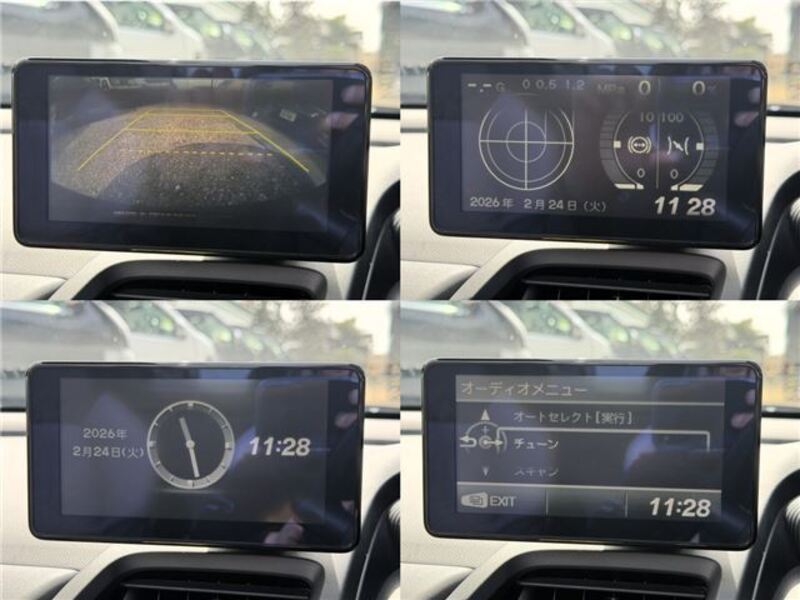 G 0 0.5 1.2 MPa 0 0%
10 100
0 0
2026年 2月24日(火) 11 28
2026年
2月24日(火)
11:28
オーディオメニュー
オートセレクト[実行]
チューン
スキャン
EXIT
11:28